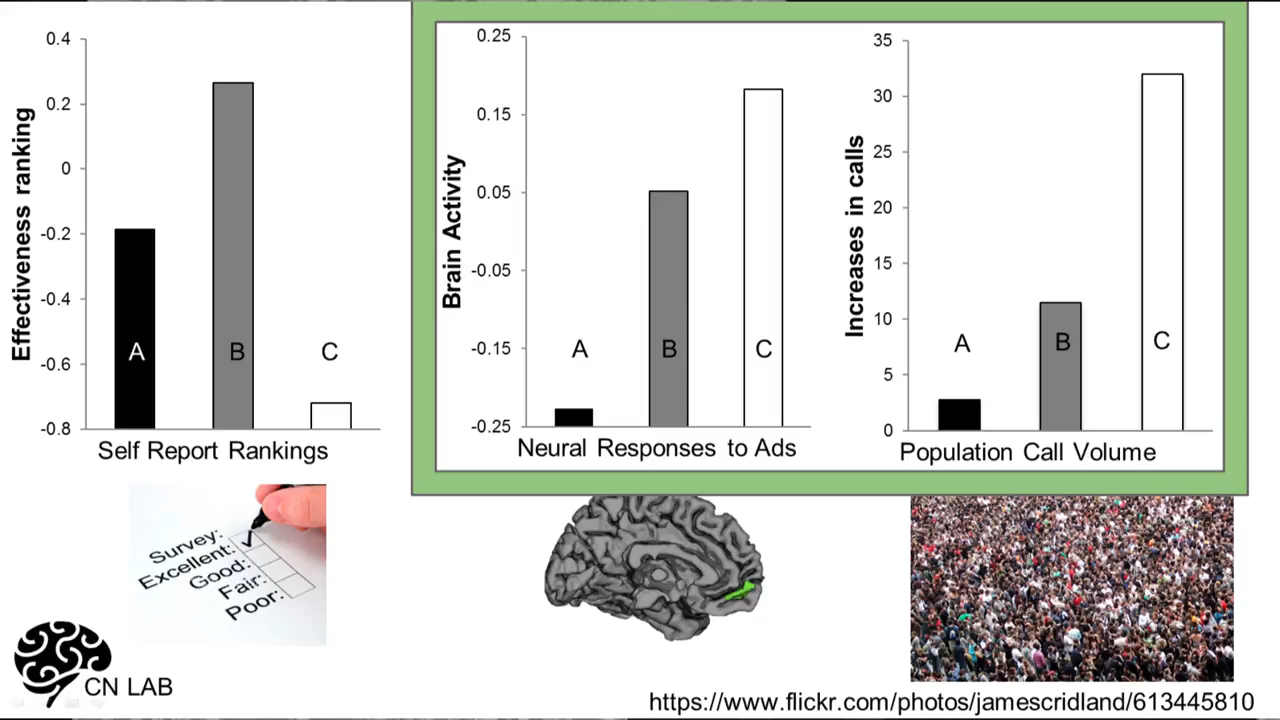 0.4
0.2
0
-0.2
-0.4
-0.6
-0.8
Effectiveness ranking
A
B
C
Self Report Rankings
0.25
0.15
0.05
-0.05
-0.15
-0.25
Brain Activity
A
B
C
Neural Responses to Ads
35
30
25
20
15
10
5
0
Increases in calls
A
B
C
Population Call Volume
Survey:
Excellent:
Good:
Fair:
Poor:
CN LAB
https://www.flickr.com/photos/jamescridland/613445810